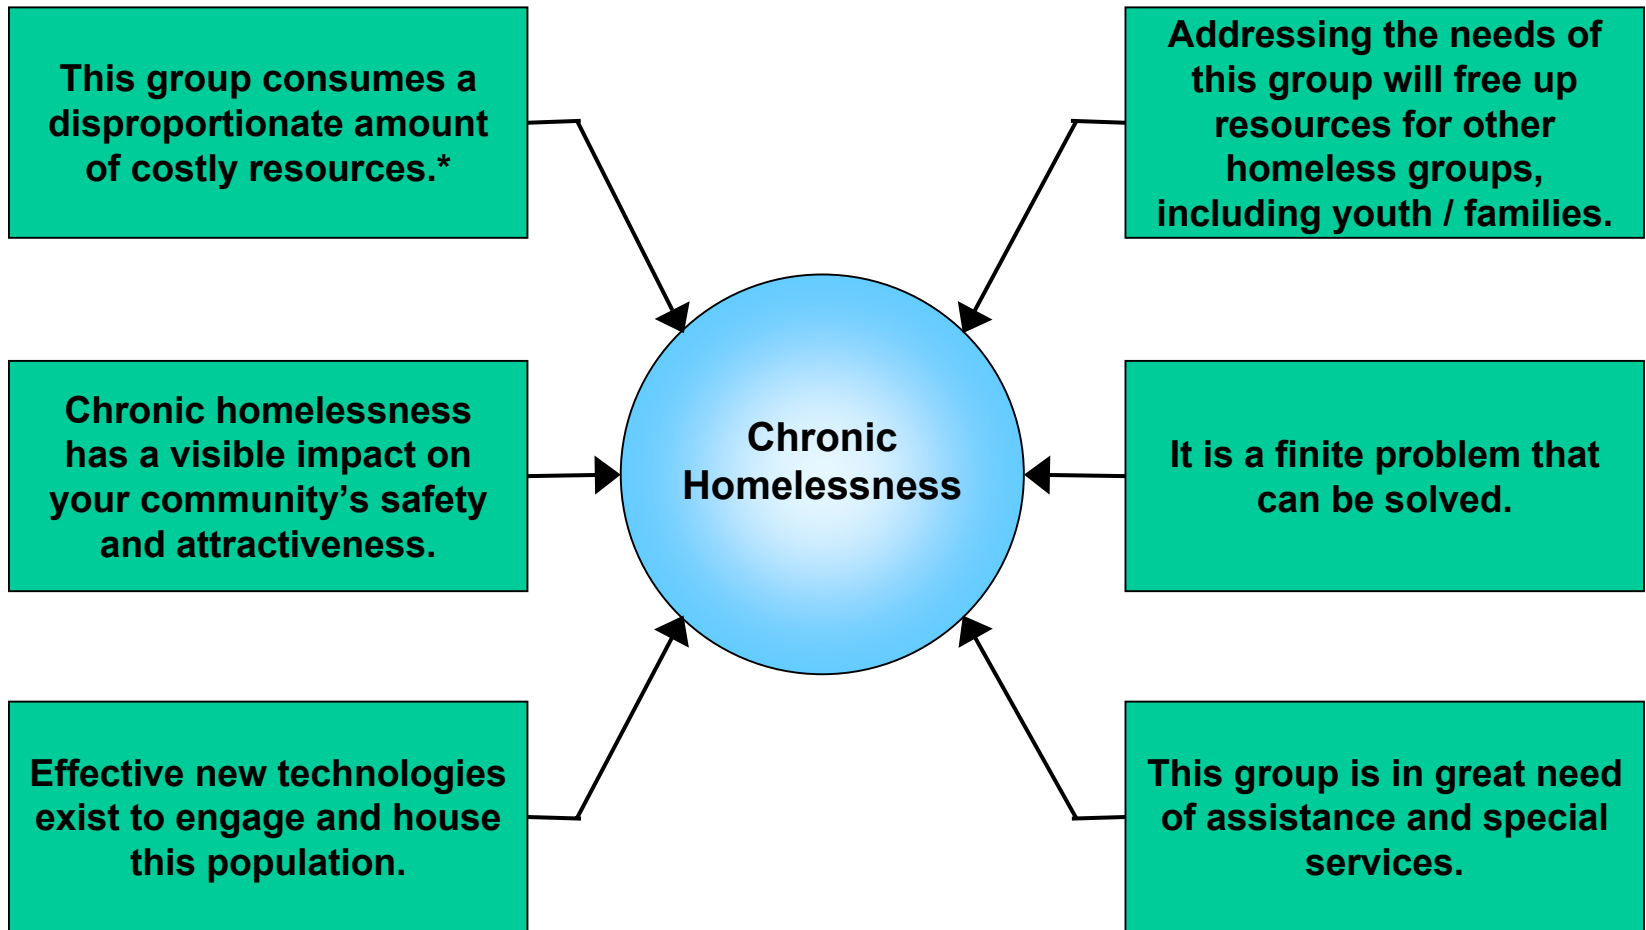 This group consumes a
disproportionate amount
of costly resources.*
Addressing the needs of
this group will free up
resources for other
homeless groups,
including youth / families.
Chronic homelessness
has a visible impact on
your community’s safety
and attractiveness.
Chronic
Homelessness
It is a finite problem that
can be solved.
Effective new technologies
exist to engage and house
this population.
This group is in great need
of assistance and special
services.